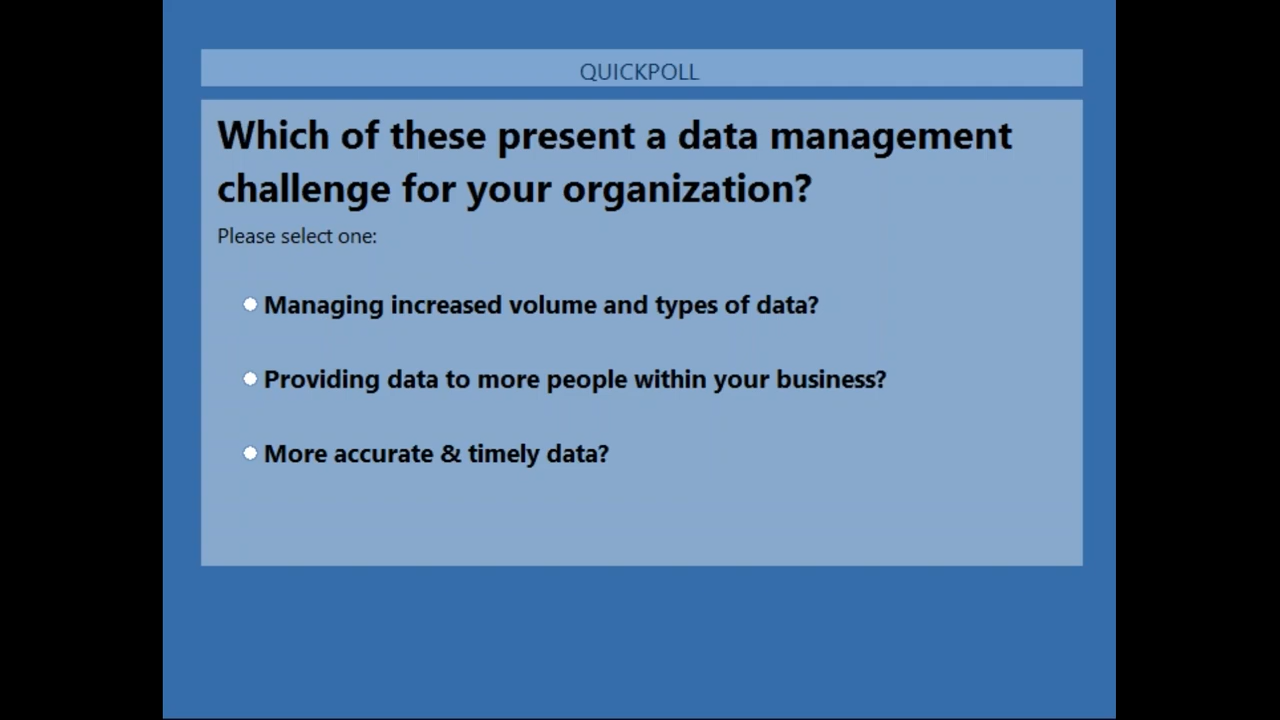 QUICKPOLL
Which of these present a data management
challenge for your organization?
Please select one:
Managing increased volume and types of data?
Providing data to more people within your business?
More accurate & timely data?